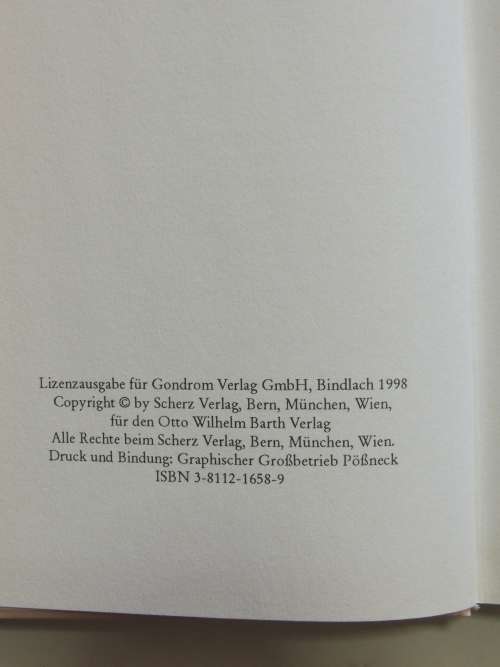 Lizenzausgabe für Gondrom Verlag GmbH, Bindlach 1998
Copyright © by Scherz Verlag, Bern, München, Wien,
für den Otto Wilhelm Barth Verlag
Alle Rechte beim Scherz Verlag, Bern, München, Wien.
Druck und Bindung: Graphischer Großbetrieb Pößneck
ISBN 3-8112-1658-9